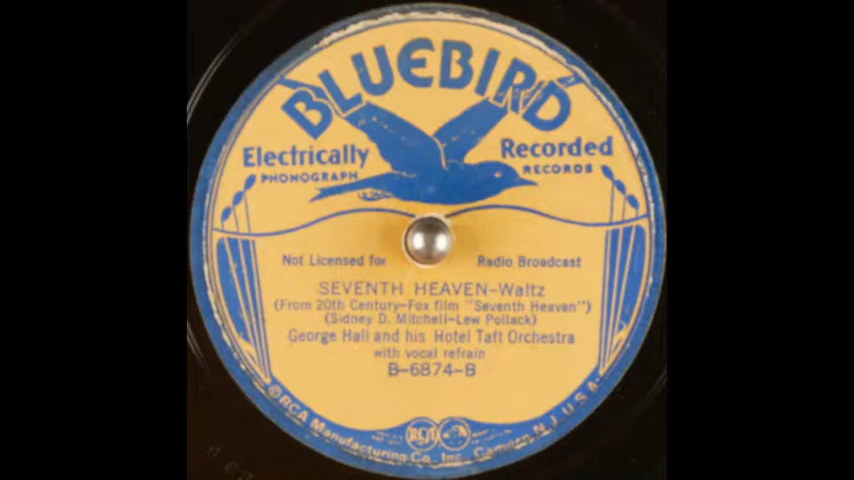 BLUEBIRD
Electrically Recorded
PHONOGRAPH RECORDS
Not Licensed for Radio Broadcast
SEVENTH HEAVEN-Waltz
(From 20th Century-Fox film "Seventh Heaven")
(Sidney D. Mitchell-Lew Pollack)
George Hall and his Hotel Taft Orchestra
with vocal refrain
B-6874-B
RCA
©RCA Manufacturing Co., Inc. Camden, N.J. U.S.A.